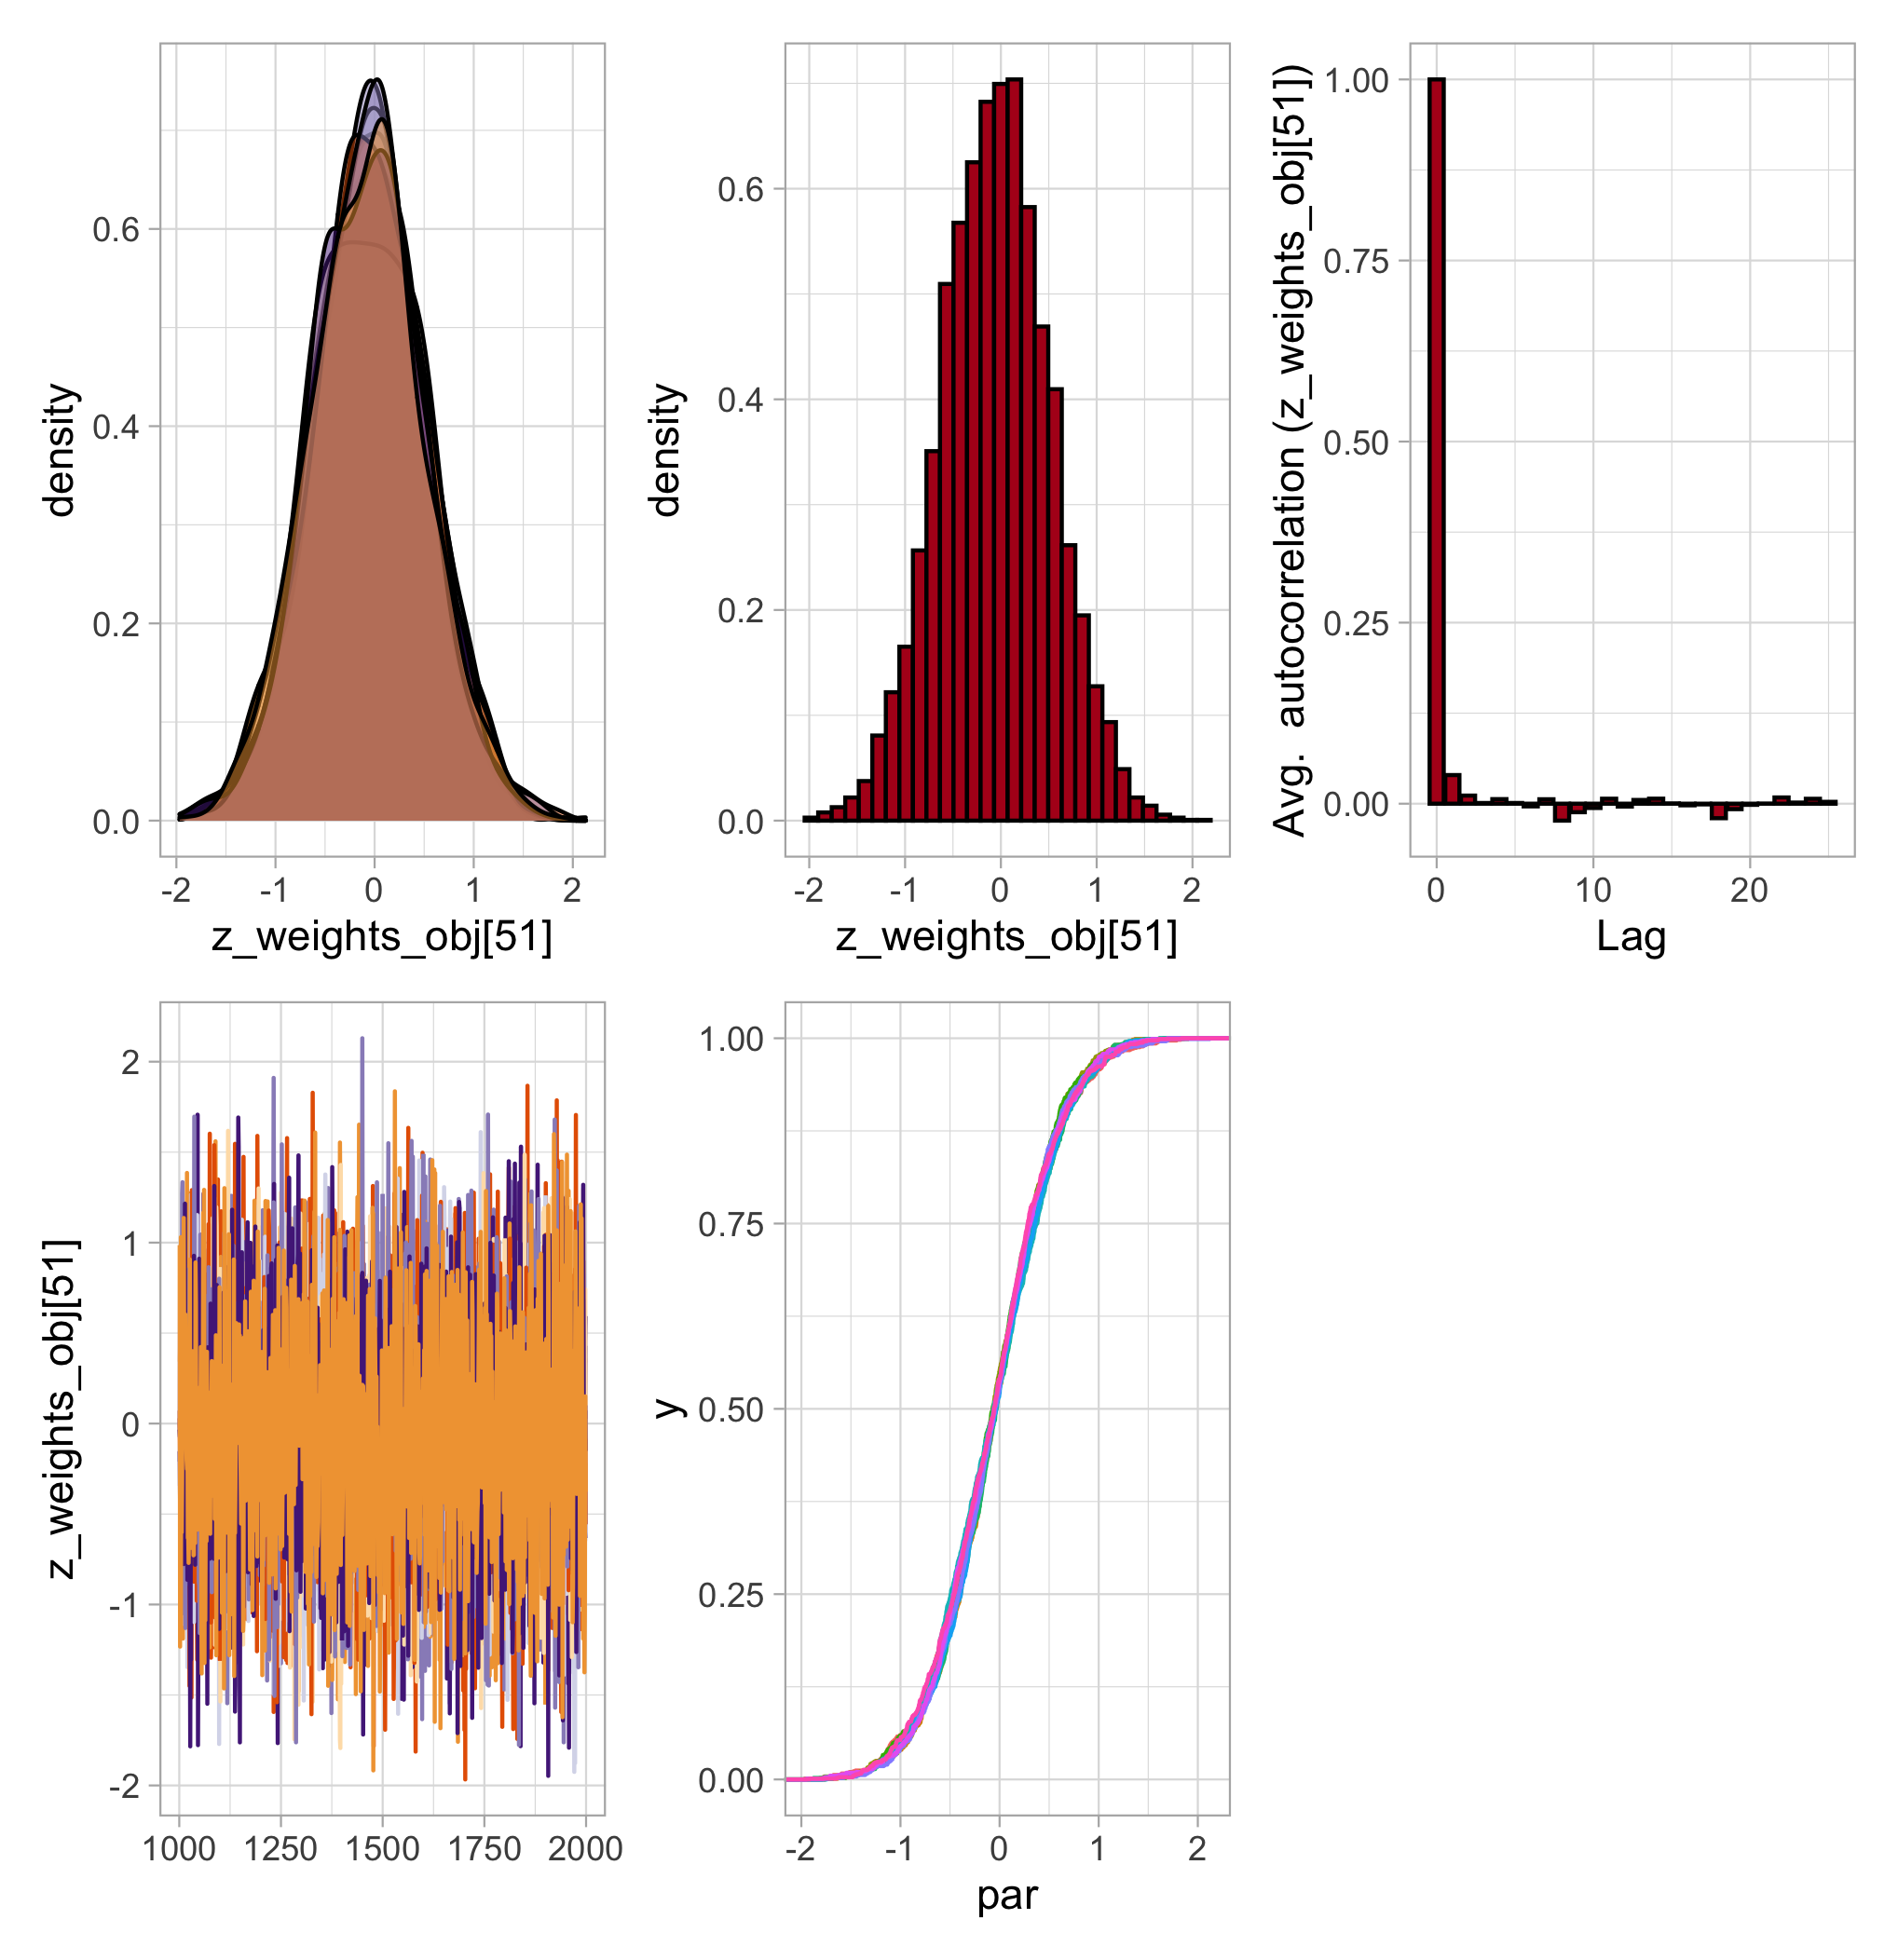 density
0.6
0.4
0.2
0.0
-2 -1 0 1 2
z_weights_obj[51]
density
0.6
0.4
0.2
0.0
-2 -1 0 1 2
z_weights_obj[51]
Avg. autocorrelation (z_weights_obj[51])
1.00
0.75
0.50
0.25
0.00
0 10 20
Lag
z_weights_obj[51]
2
1
0
-1
-2
1000 1250 1500 1750 2000
y
1.00
0.75
0.50
0.25
0.00
-2 -1 0 1 2
par